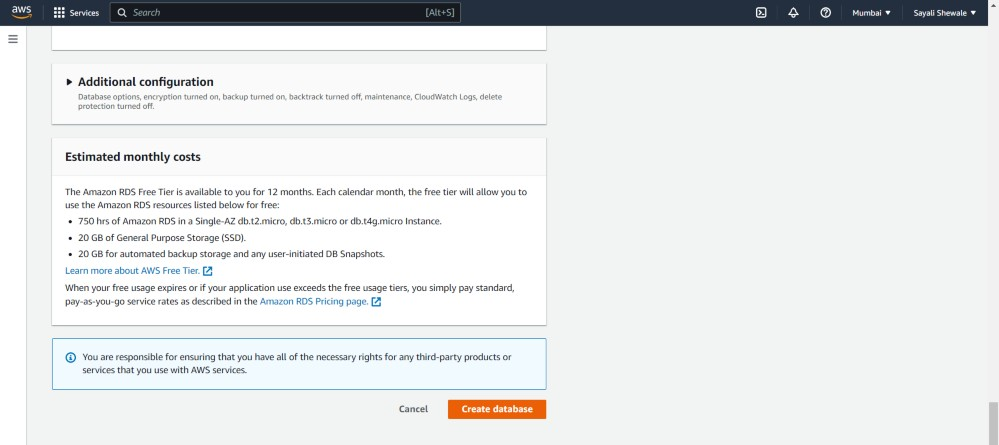 aws
Services
Search
[Alt+S]
Mumbai ▼
Sayali Shewale ▼
Additional configuration
Database options, encryption turned on, backup turned on, backtrack turned off, maintenance, CloudWatch Logs, delete
protection turned off.
Estimated monthly costs
The Amazon RDS Free Tier is available to you for 12 months. Each calendar month, the free tier will allow you to
use the Amazon RDS resources listed below for free:
• 750 hrs of Amazon RDS in a Single-AZ db.t2.micro, db.t3.micro or db.t4g.micro Instance.
• 20 GB of General Purpose Storage (SSD).
• 20 GB for automated backup storage and any user-initiated DB Snapshots.
Learn more about AWS Free Tier.
When your free usage expires or if your application use exceeds the free usage tiers, you simply pay standard,
pay-as-you-go service rates as described in the Amazon RDS Pricing page.
You are responsible for ensuring that you have all of the necessary rights for any third-party products or
services that you use with AWS services.
Cancel
Create database